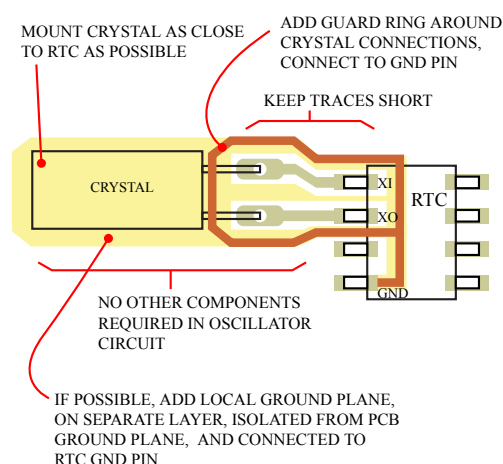 MOUNT CRYSTAL AS CLOSE
TO RTC AS POSSIBLE
ADD GUARD RING AROUND
CRYSTAL CONNECTIONS,
CONNECT TO GND PIN
KEEP TRACES SHORT
CRYSTAL
XI
RTC
XO
GND
NO OTHER COMPONENTS
REQUIRED IN OSCILLATOR
CIRCUIT
IF POSSIBLE, ADD LOCAL GROUND PLANE,
ON SEPARATE LAYER, ISOLATED FROM PCB
GROUND PLANE, AND CONNECTED TO
RTC GND PIN